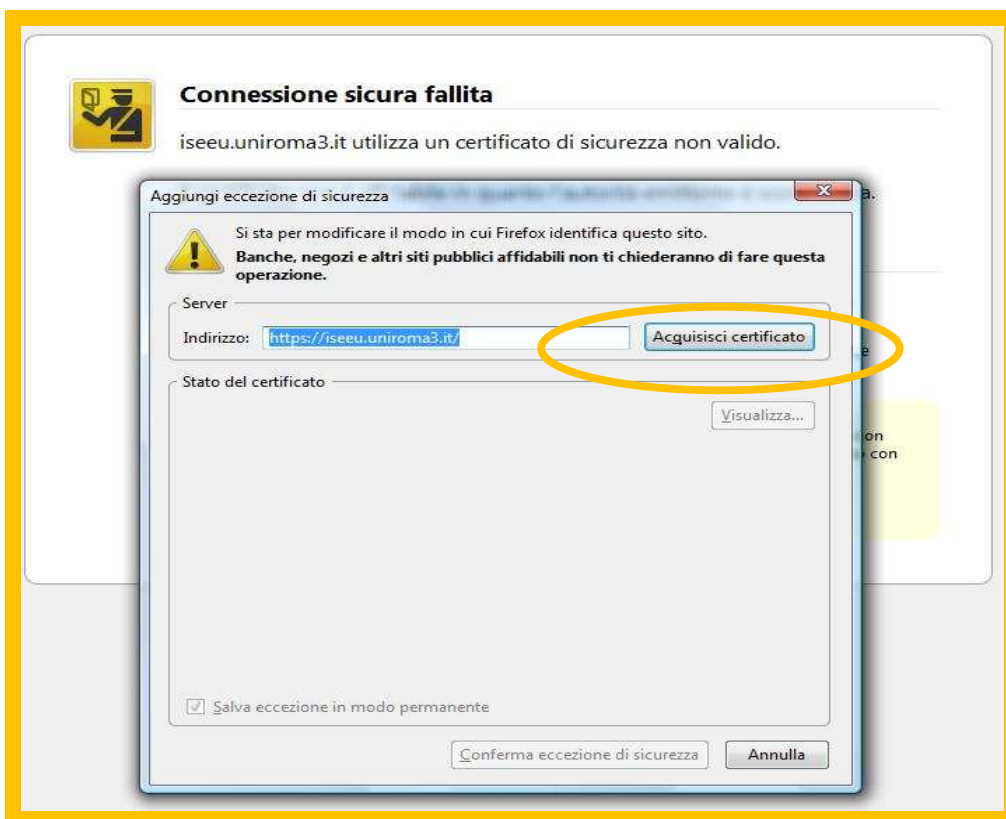 Connessione sicura fallita
iseeu.uniroma3.it utilizza un certificato di sicurezza non valido.
a.
Aggiungi eccezione di sicurezza
Si sta per modificare il modo in cui Firefox identifica questo sito.
Banche, negozi e altri siti pubblici affidabili non ti chiederanno di fare questa
operazione.
Server
Indirizzo: https://iseeu.uniroma3.it/ Acquisisci certificato
e
Stato del certificato
Visualizza...
on
con
Salva eccezione in modo permanente
Conferma eccezione di sicurezza Annulla